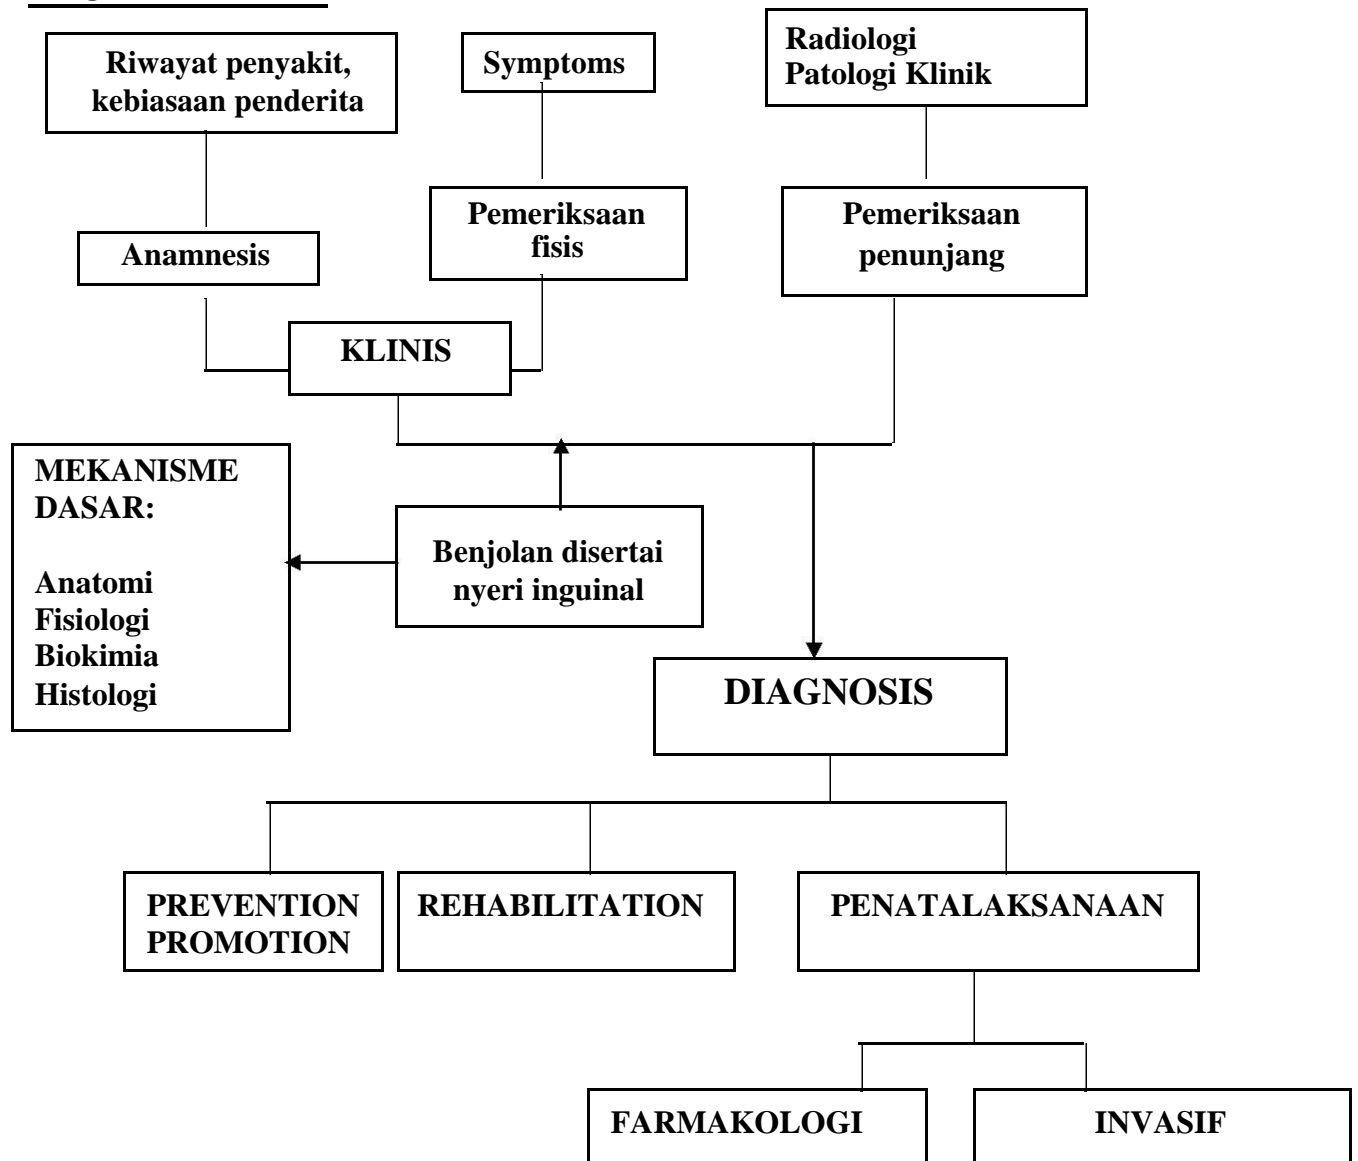 Riwayat penyakit,
kebiasaan penderita
Symptoms
Radiologi
Patologi Klinik
Anamnesis
Pemeriksaan
fisis
Pemeriksaan
penunjang
KLINIS
MEKANISME
DASAR:
Anatomi
Fisiologi
Biokimia
Histologi
Benjolan disertai
nyeri inguinal
DIAGNOSIS
PREVENTION
PROMOTION
REHABILITATION
PENATALAKSANAAN
FARMAKOLOGI
INVASIF